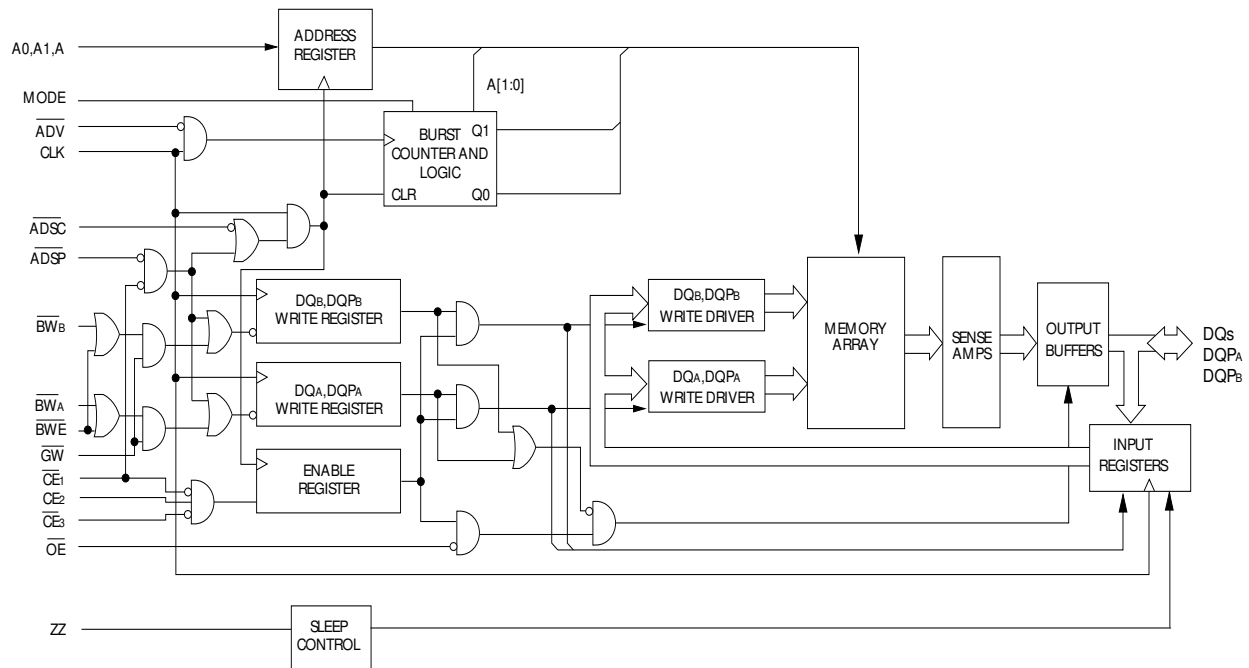 A0,A1,A
ADDRESS
REGISTER
A[1:0]
MODE
ADV
CLK
BURST
COUNTER AND
LOGIC
Q1
CLR
Q0
ADSC
ADSP
DQB,DQPB
WRITE REGISTER
DQB,DQPB
WRITE DRIVER
MEMORY
ARRAY
SENSE
AMPS
OUTPUT
BUFFERS
DQs
DQPA
DQPB
BWB
DQA,DQPA
WRITE REGISTER
DQA,DQPA
WRITE DRIVER
BWA
BWE
GW
CE1
CE2
CE3
OE
ENABLE
REGISTER
INPUT
REGISTERS
ZZ
SLEEP
CONTROL